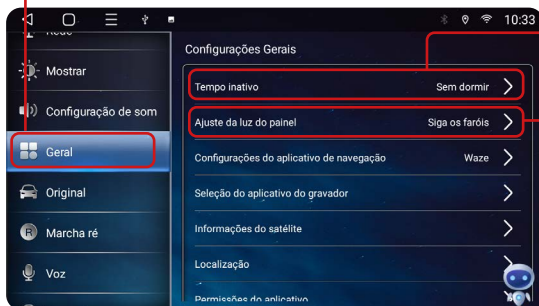 10:33
Rede
Configurações Gerais
Mostrar
Tempo inativo Sem dormir
Configuração de som
Ajuste da luz do painel Siga os faróis
Geral
Configurações do aplicativo de navegação Waze
Original
Seleção do aplicativo do gravador
R Marcha ré
Informações do satélite
Voz
Localização
Permissões do aplicativo